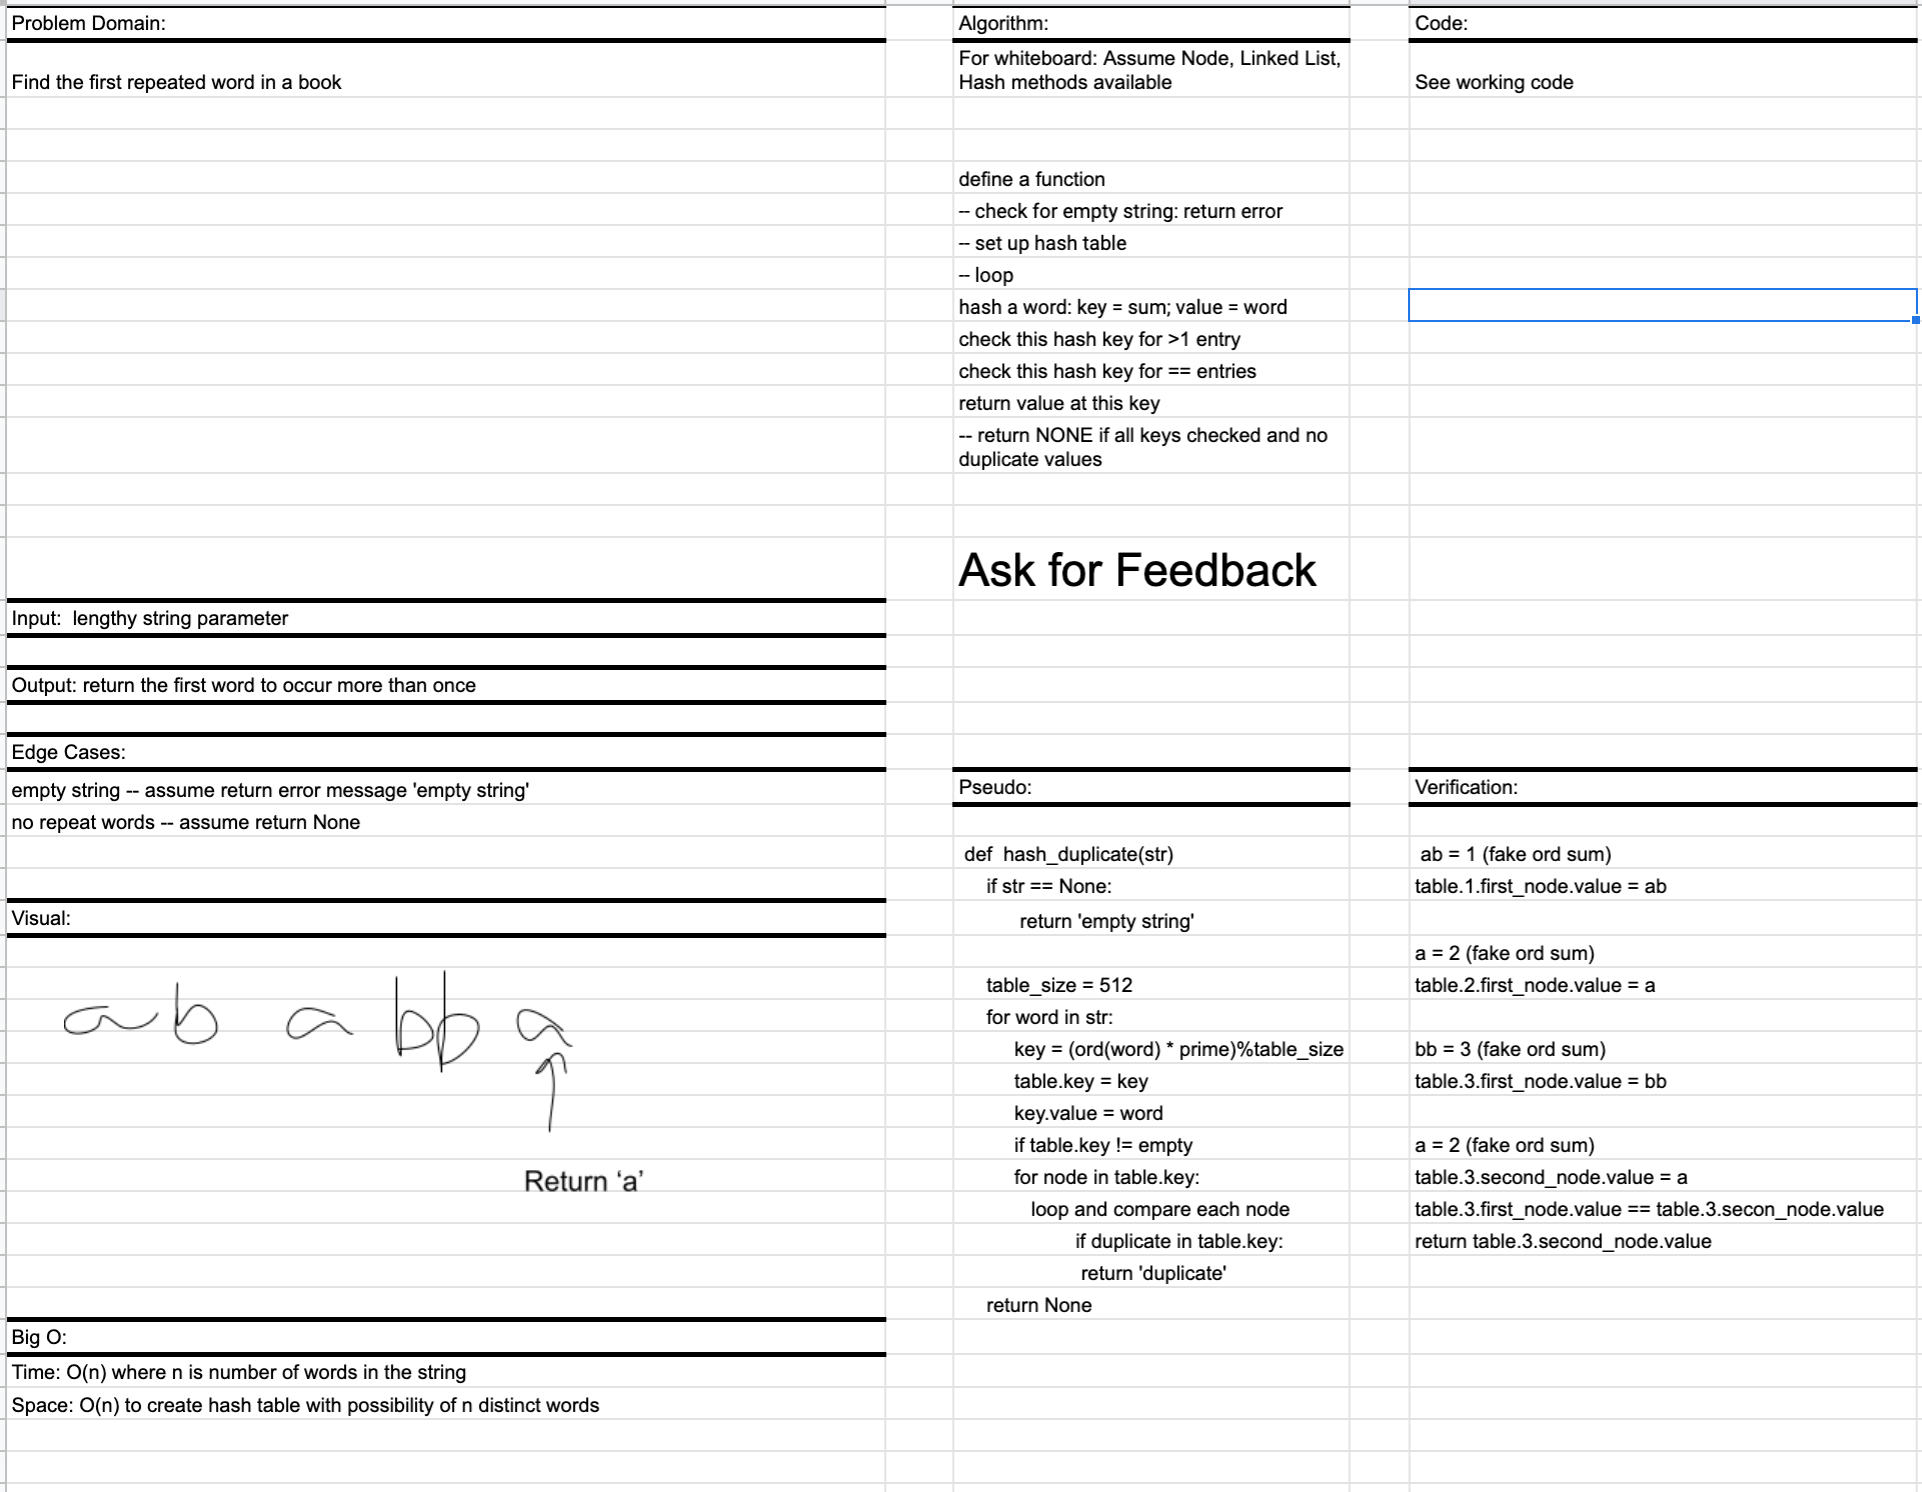 Problem Domain:
Find the first repeated word in a book
Input:  lengthy string parameter
Output: return the first word to occur more than once
Edge Cases:
empty string -- assume return error message 'empty string'
no repeat words -- assume return None
Visual:
ab a bb a
Return ‘a’
Big O:
Time: O(n) where n is number of words in the string
Space: O(n) to create hash table with possibility of n distinct words
Algorithm:
For whiteboard: Assume Node, Linked List,
Hash methods available
define a function
-- check for empty string: return error
-- set up hash table
-- loop
hash a word: key = sum; value = word
check this hash key for >1 entry
check this hash key for == entries
return value at this key
-- return NONE if all keys checked and no
duplicate values
Ask for Feedback
Pseudo:
def  hash_duplicate(str)
if str == None:
return 'empty string'
table_size = 512
for word in str:
key = (ord(word) * prime)%table_size
table.key = key
key.value = word
if table.key != empty
for node in table.key:
loop and compare each node
if duplicate in table.key:
return 'duplicate'
return None
Code:
See working code
Verification:
ab = 1 (fake ord sum)
table.1.first_node.value = ab
a = 2 (fake ord sum)
table.2.first_node.value = a
bb = 3 (fake ord sum)
table.3.first_node.value = bb
a = 2 (fake ord sum)
table.3.second_node.value = a
table.3.first_node.value == table.3.secon_node.value
return table.3.second_node.value